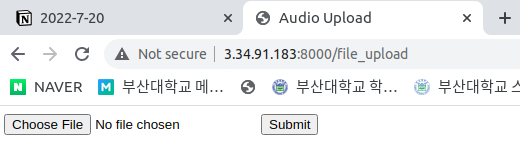 2022-7-20 Audio Upload
Not secure | 3.34.91.183:8000/file_upload
NAVER 부산대학교 메... 부산대학교 학... 부산대학교 스
Choose File No file chosen Submit